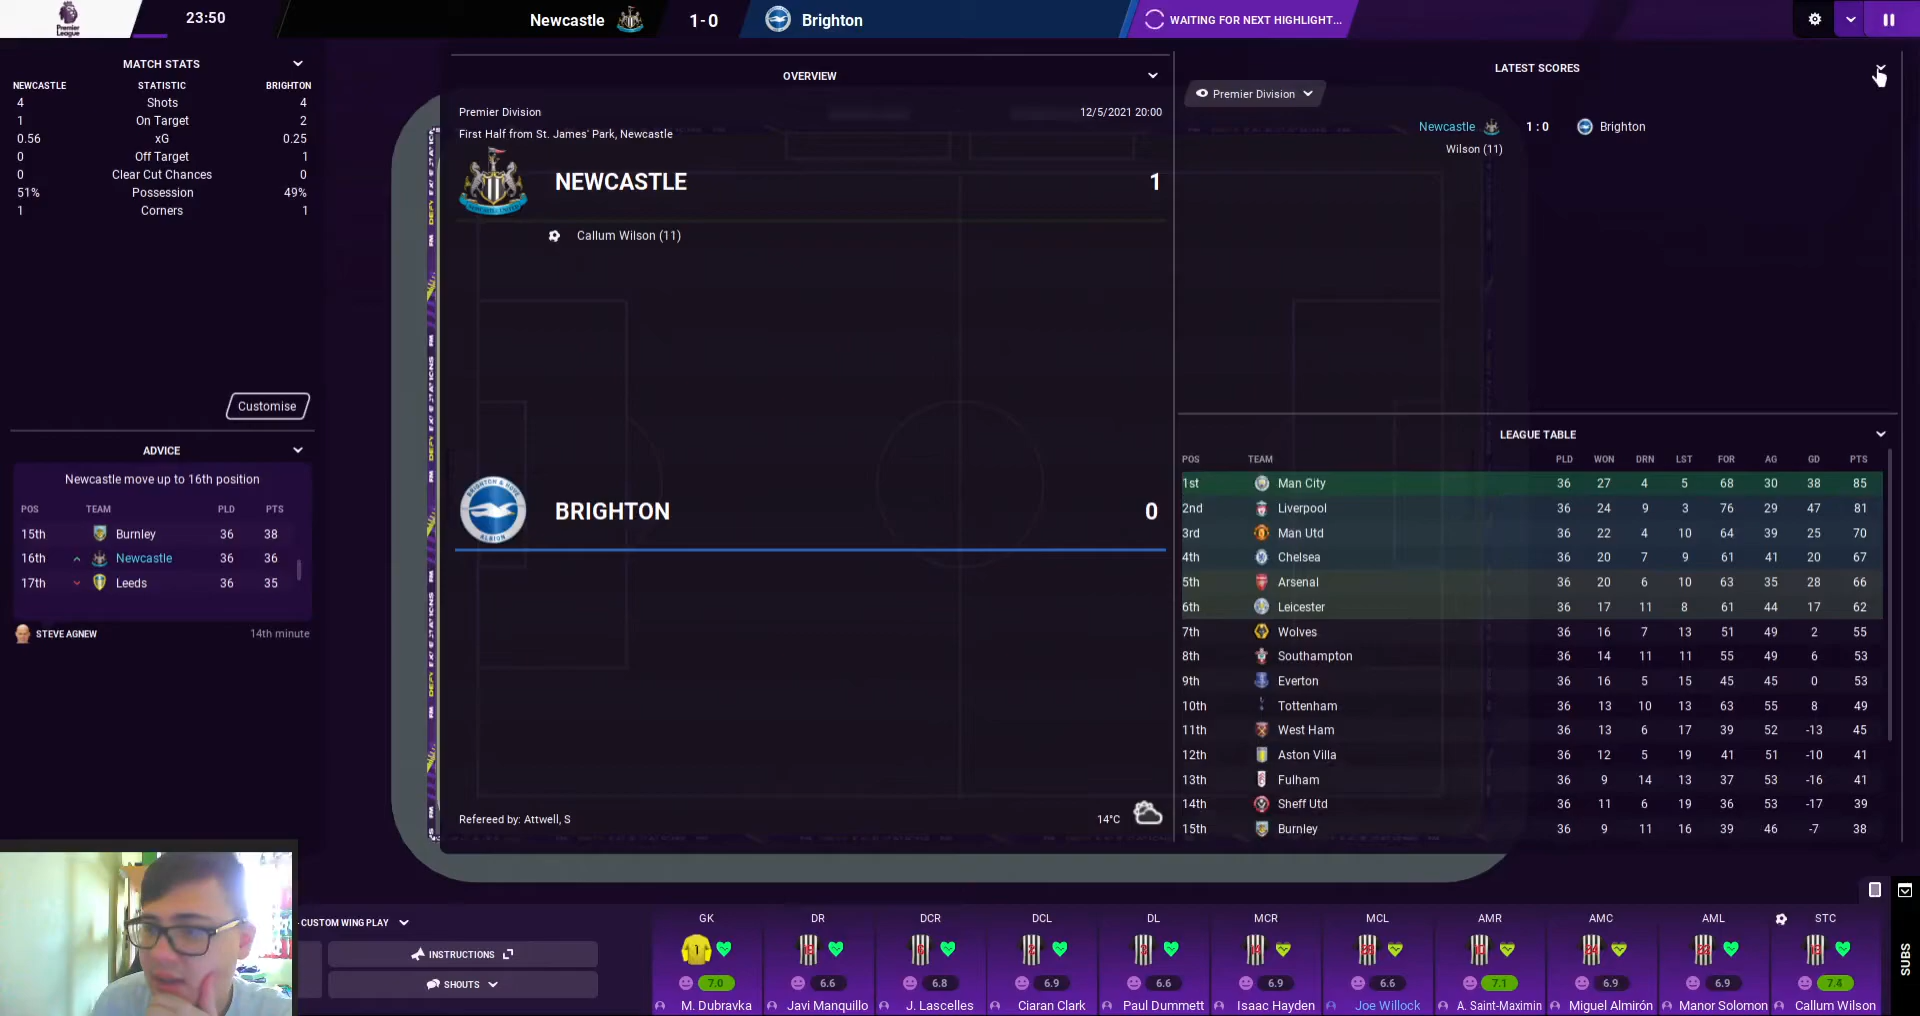 Premier League
23:50
Newcastle 1-0 Brighton
WAITING FOR NEXT HIGHLIGHT...
MATCH STATS
NEWCASTLE STATISTIC BRIGHTON
4 Shots 4
1 On Target 2
0.56 xG 0.25
0 Off Target 1
0 Clear Cut Chances 0
51% Possession 49%
1 Corners 1
Customise
ADVICE
Newcastle move up to 16th position
POS TEAM PLD PTS
15th Burnley 36 38
16th Newcastle 36 36
17th Leeds 36 35
STEVE AGNEW 14th minute
OVERVIEW
Premier Division 12/5/2021 20:00
First Half from St. James' Park, Newcastle
NEWCASTLE 1
Callum Wilson (11)
BRIGHTON 0
Refereed by: Attwell, S 14°C
LATEST SCORES
Premier Division
Newcastle 1 : 0 Brighton
Wilson (11)
LEAGUE TABLE
POS TEAM PLD WON DRN LST FOR AG GD PTS
1st Man City 36 27 4 5 68 30 38 85
2nd Liverpool 36 24 9 3 76 29 47 81
3rd Man Utd 36 22 4 10 64 39 25 70
4th Chelsea 36 20 7 9 61 41 20 67
5th Arsenal 36 20 6 10 63 35 28 66
6th Leicester 36 17 11 8 61 44 17 62
7th Wolves 36 16 7 13 51 49 2 55
8th Southampton 36 14 11 11 55 49 6 53
9th Everton 36 16 5 15 45 45 0 53
10th Tottenham 36 13 10 13 63 55 8 49
11th West Ham 36 13 6 17 39 52 -13 45
12th Aston Villa 36 12 5 19 41 51 -10 41
13th Fulham 36 9 14 13 37 53 -16 41
14th Sheff Utd 36 11 6 19 36 53 -17 39
15th Burnley 36 9 11 16 39 46 -7 38
- CUSTOM WING PLAY
INSTRUCTIONS
SHOUTS
GK DR DCR DCL DL MCR MCL AMR AMC AML STC
7.0 6.6 6.8 6.9 6.6 6.9 6.6 7.1 6.9 6.9 7.4
M. Dubravka Javi Manquillo J. Lascelles Ciaran Clark Paul Dummett Isaac Hayden Joe Willock A. Saint-Maximin Miguel Almirón Manor Solomon Callum Wilson
SUBS